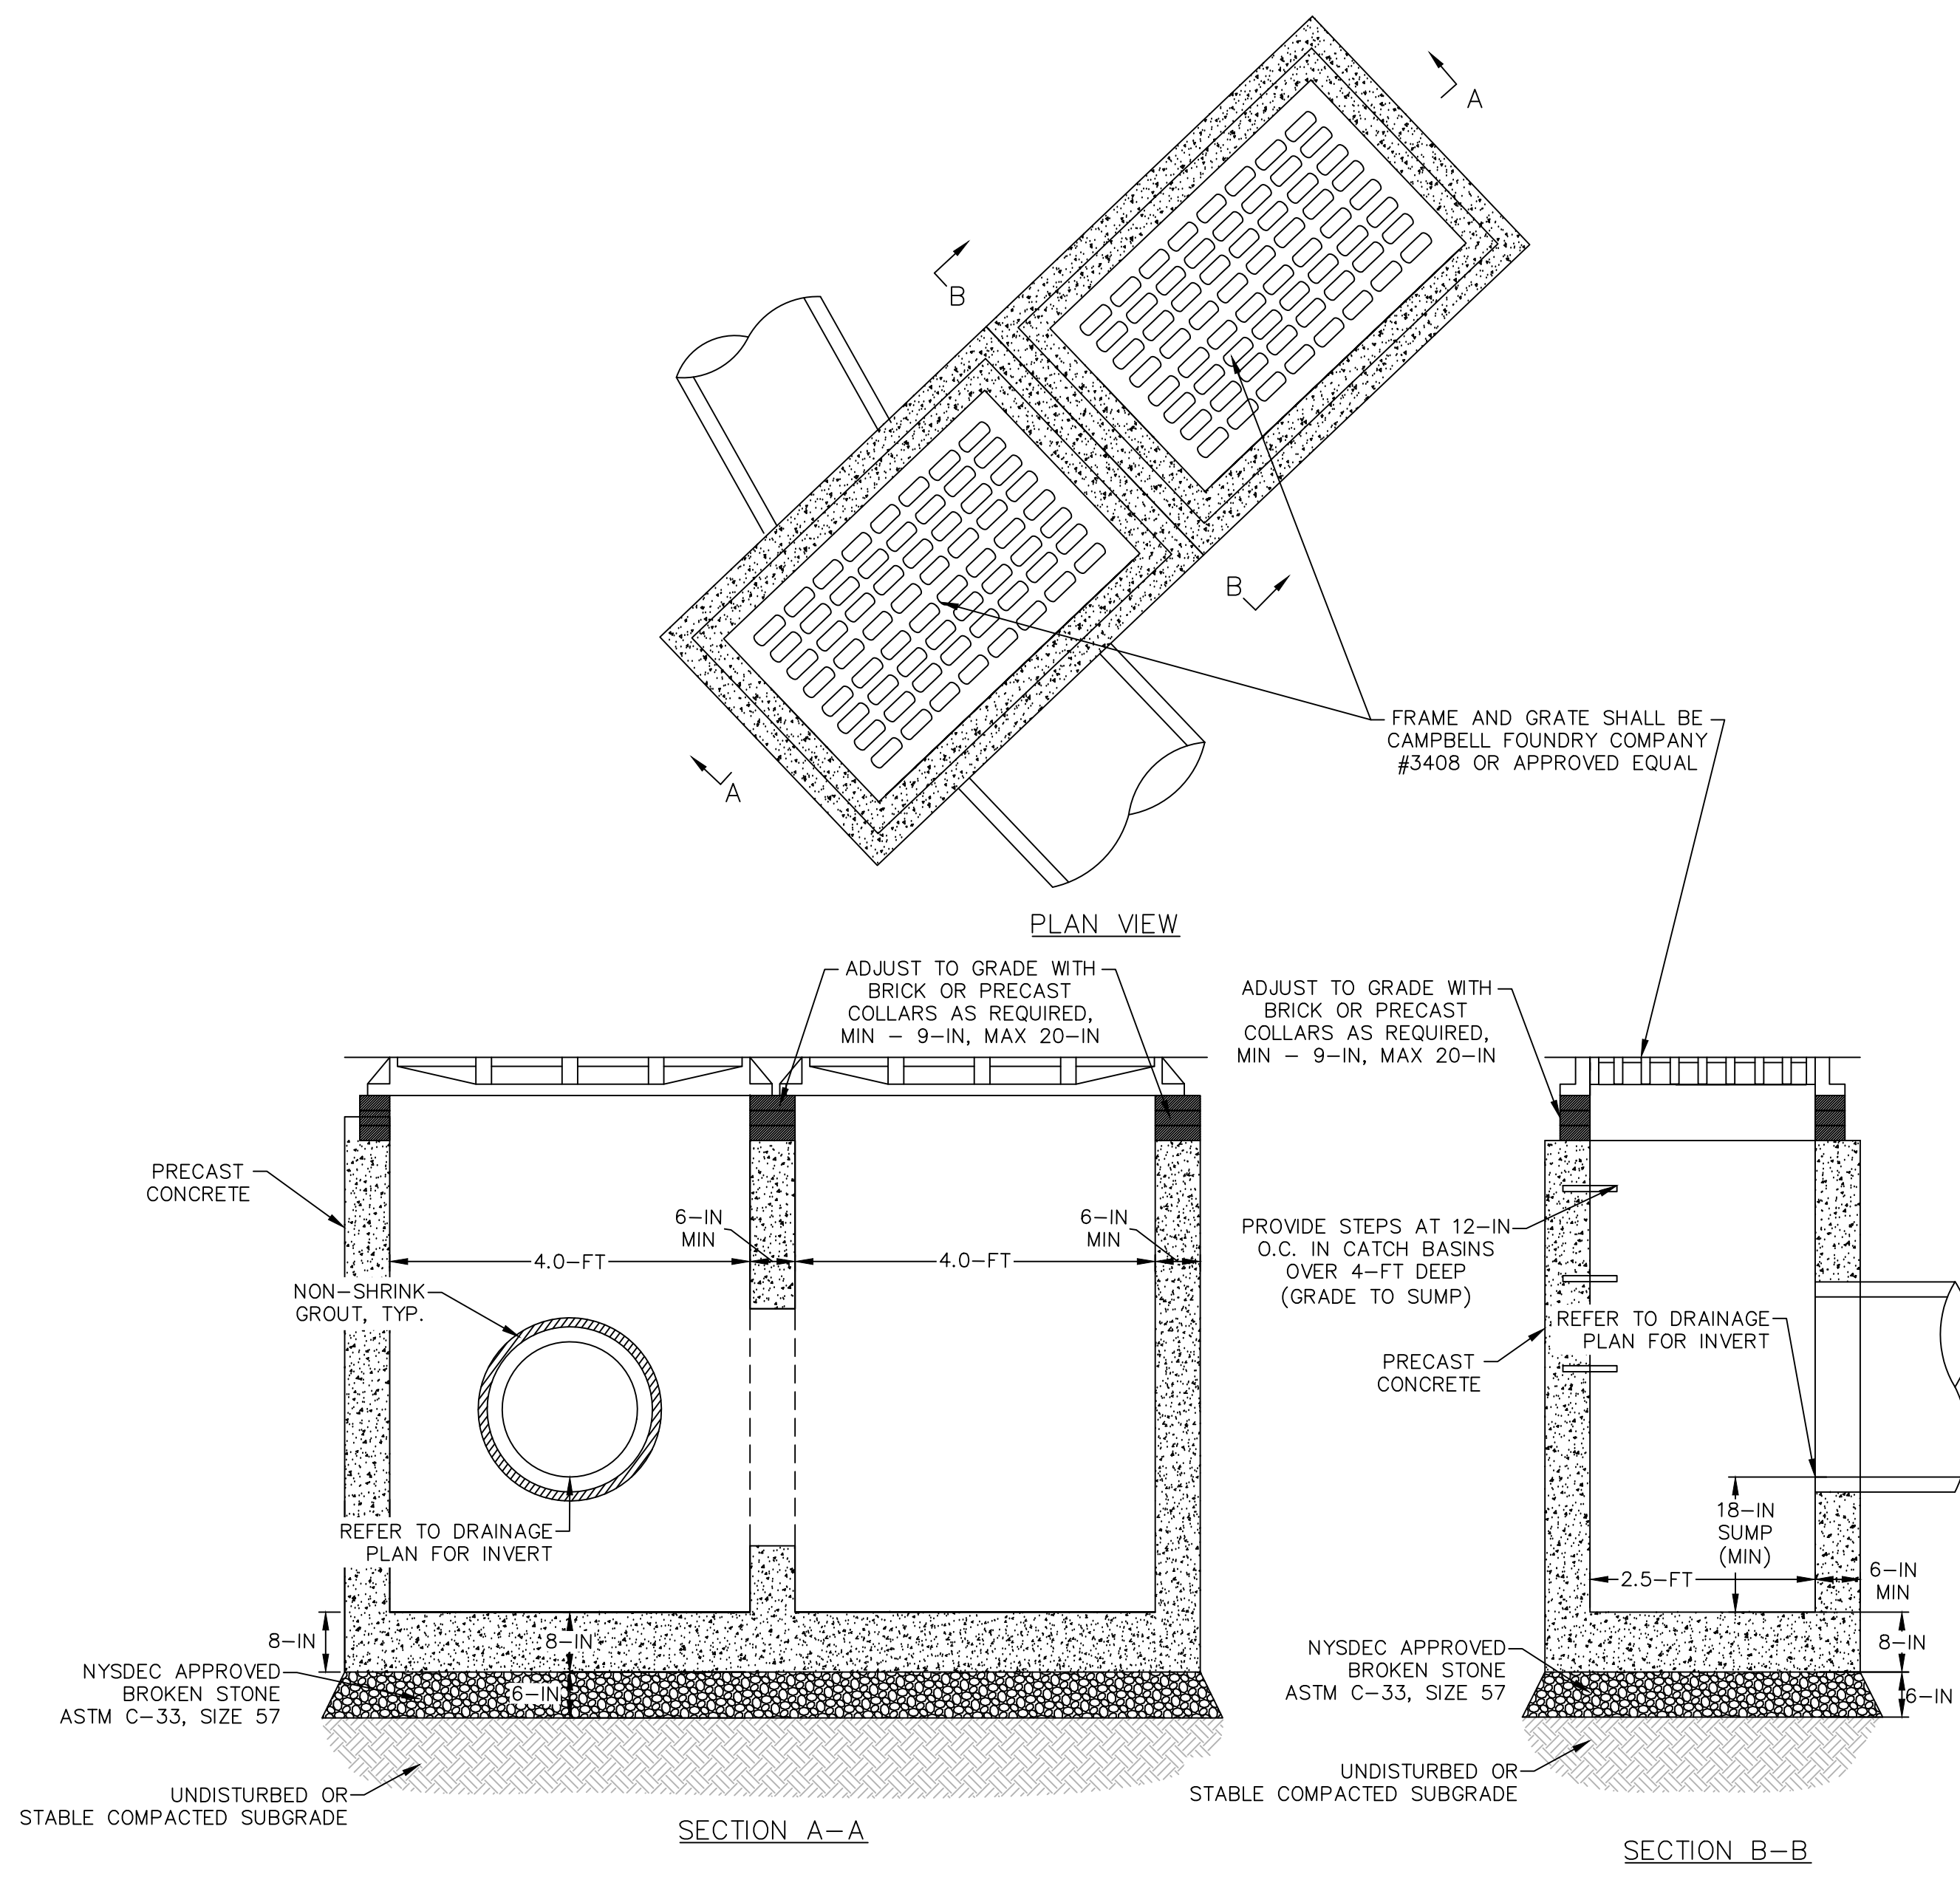 A
B
B
A
FRAME AND GRATE SHALL BE
CAMPBELL FOUNDRY COMPANY
#3408 OR APPROVED EQUAL
PLAN VIEW
ADJUST TO GRADE WITH
BRICK OR PRECAST
COLLARS AS REQUIRED,
MIN - 9-IN, MAX 20-IN
PRECAST
CONCRETE
6-IN
MIN
6-IN
MIN
4.0-FT
4.0-FT
NON-SHRINK
GROUT, TYP.
REFER TO DRAINAGE
PLAN FOR INVERT
8-IN
8-IN
NYSDEC APPROVED
BROKEN STONE
ASTM C-33, SIZE 57
6-IN
UNDISTURBED OR
STABLE COMPACTED SUBGRADE
SECTION A-A
ADJUST TO GRADE WITH
BRICK OR PRECAST
COLLARS AS REQUIRED,
MIN - 9-IN, MAX 20-IN
PROVIDE STEPS AT 12-IN
O.C. IN CATCH BASINS
OVER 4-FT DEEP
(GRADE TO SUMP)
REFER TO DRAINAGE
PLAN FOR INVERT
PRECAST
CONCRETE
18-IN
SUMP
(MIN)
2.5-FT
6-IN
MIN
8-IN
NYSDEC APPROVED
BROKEN STONE
ASTM C-33, SIZE 57
6-IN
UNDISTURBED OR
STABLE COMPACTED SUBGRADE
SECTION B-B